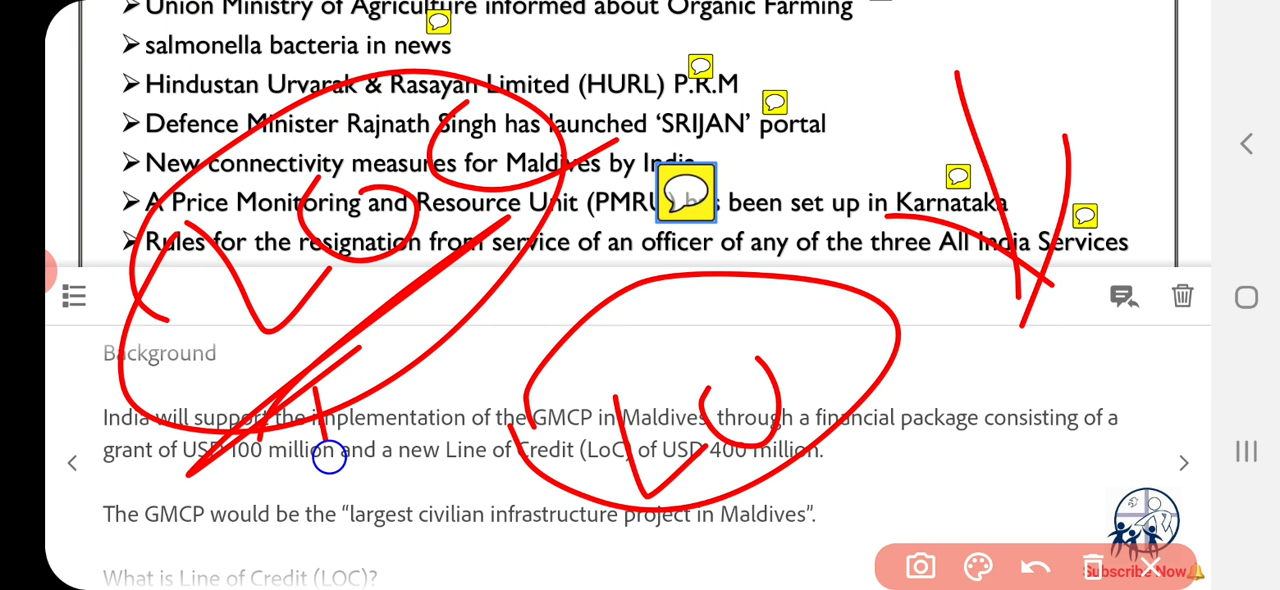 ➤Union Ministry of Agriculture informed about Organic Farming
➤salmonella bacteria in news
➤Hindustan Urvarak & Rasayan Limited (HURL) P.R.M
➤Defence Minister Rajnath Singh has launched ‘SRIJAN’ portal
➤New connectivity measures for Maldives by India
➤A Price Monitoring and Resource Unit (PMRU) has been set up in Karnataka
➤Rules for the resignation from service of an officer of any of the three All India Services
Background
India will support the implementation of the GMCP in Maldives through a financial package consisting of a
grant of USD 100 million and a new Line of Credit (LoC) of USD 400 million.
The GMCP would be the “largest civilian infrastructure project in Maldives”.
What is Line of Credit (LOC)?
Subscribe Now